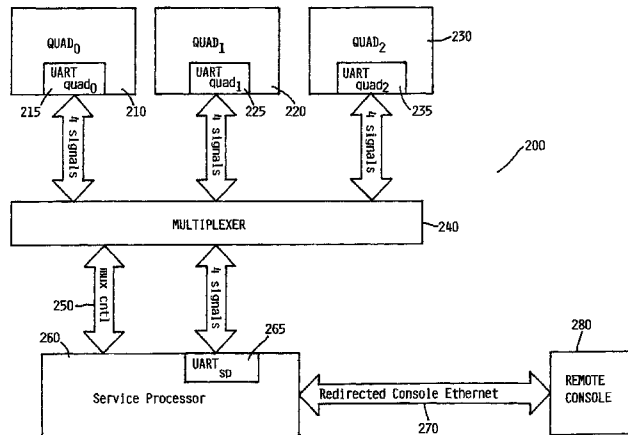 QUAD0 QUAD1 QUAD2 230
UART UART UART
quad0 quad1 quad2
215 210 225 220 235
4 signals 4 signals 4 signals
200
MULTIPLEXER 240
250 mux cntl 4 signals
260 265 280
UARTsp
Service Processor
Redirected Console Ethernet
270
REMOTE
CONSOLE